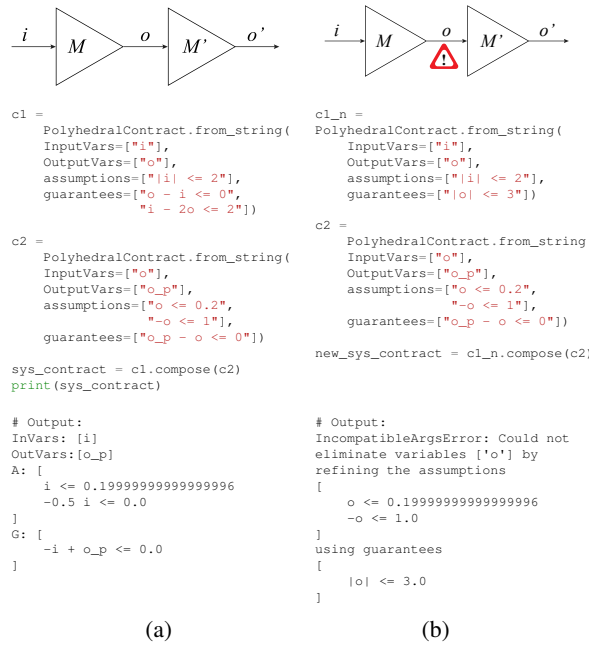 i M o M’ o’
c1 =
    PolyhedralContract.from_string(
    InputVars=["i"],
    OutputVars=["o"],
    assumptions=["|i| <= 2"],
    guarantees=["o - i <= 0",
                "i - 2o <= 2"])
c2 =
    PolyhedralContract.from_string(
    InputVars=["o"],
    OutputVars=["o_p"],
    assumptions=["o <= 0.2",
                 "-o <= 1"],
    guarantees=["o_p - o <= 0"])
sys_contract = c1.compose(c2)
print(sys_contract)
# Output:
InVars: [i]
OutVars:[o_p]
A: [
    i <= 0.19999999999999996
    -0.5 i <= 0.0
]
G: [
    -i + o_p <= 0.0
]
(a)
i M o ! M’ o’
c1_n =
PolyhedralContract.from_string(
    InputVars=["i"],
    OutputVars=["o"],
    assumptions=["|i| <= 2"],
    guarantees=["|o| <= 3"])
c2 =
    PolyhedralContract.from_string
    InputVars=["o"],
    OutputVars=["o_p"],
    assumptions=["o <= 0.2",
                 "-o <= 1"],
    guarantees=["o_p - o <= 0"])
new_sys_contract = c1_n.compose(c2)
# Output:
IncompatibleArgsError: Could not
eliminate variables ['o'] by
refining the assumptions
[
    o <= 0.19999999999999996
    -o <= 1.0
]
using guarantees
[
    |o| <= 3.0
]
(b)